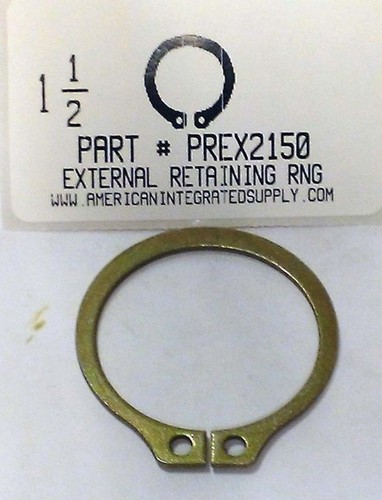 1 1/2
PART # PREX2150
EXTERNAL RETAINING RNG
WWW.AMERICANINTEGRATEDSUPPLY.COM